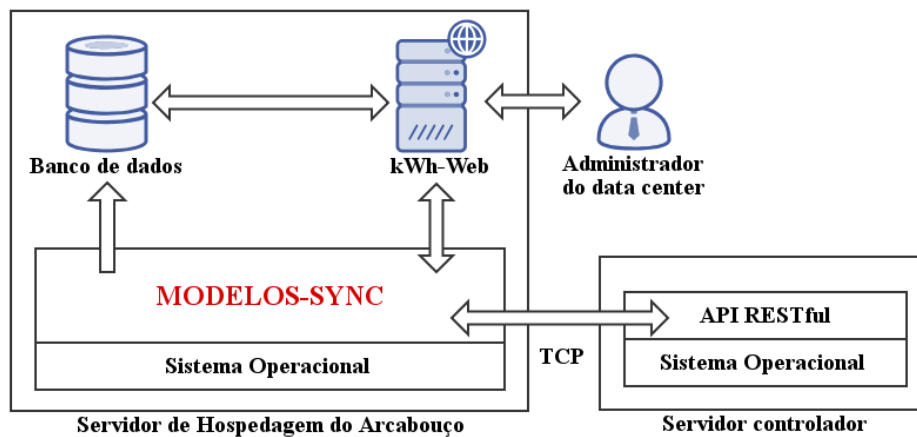 Banco de dados
kWh-Web
Administrador
do data center
MODELOS-SYNC
Sistema Operacional
TCP
API RESTful
Sistema Operacional
Servidor de Hospedagem do Arcabouço
Servidor controlador